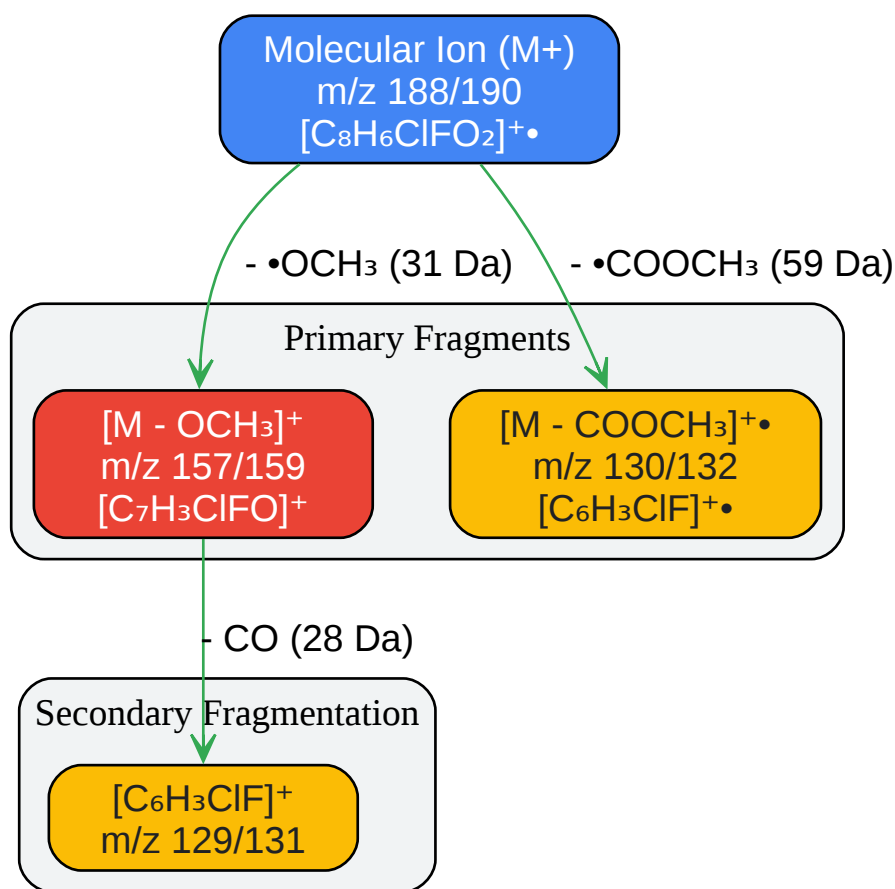 Molecular Ion (M+)
m/z 188/190
[C₈H₆ClFO₂]⁺•
- •OCH₃ (31 Da)
- •COOCH₃ (59 Da)
Primary Fragments
[M - OCH₃]⁺
m/z 157/159
[C₇H₃ClFO]⁺
[M - COOCH₃]⁺•
m/z 130/132
[C₆H₃ClF]⁺•
- CO (28 Da)
Secondary Fragmentation
[C₆H₃ClF]⁺
m/z 129/131